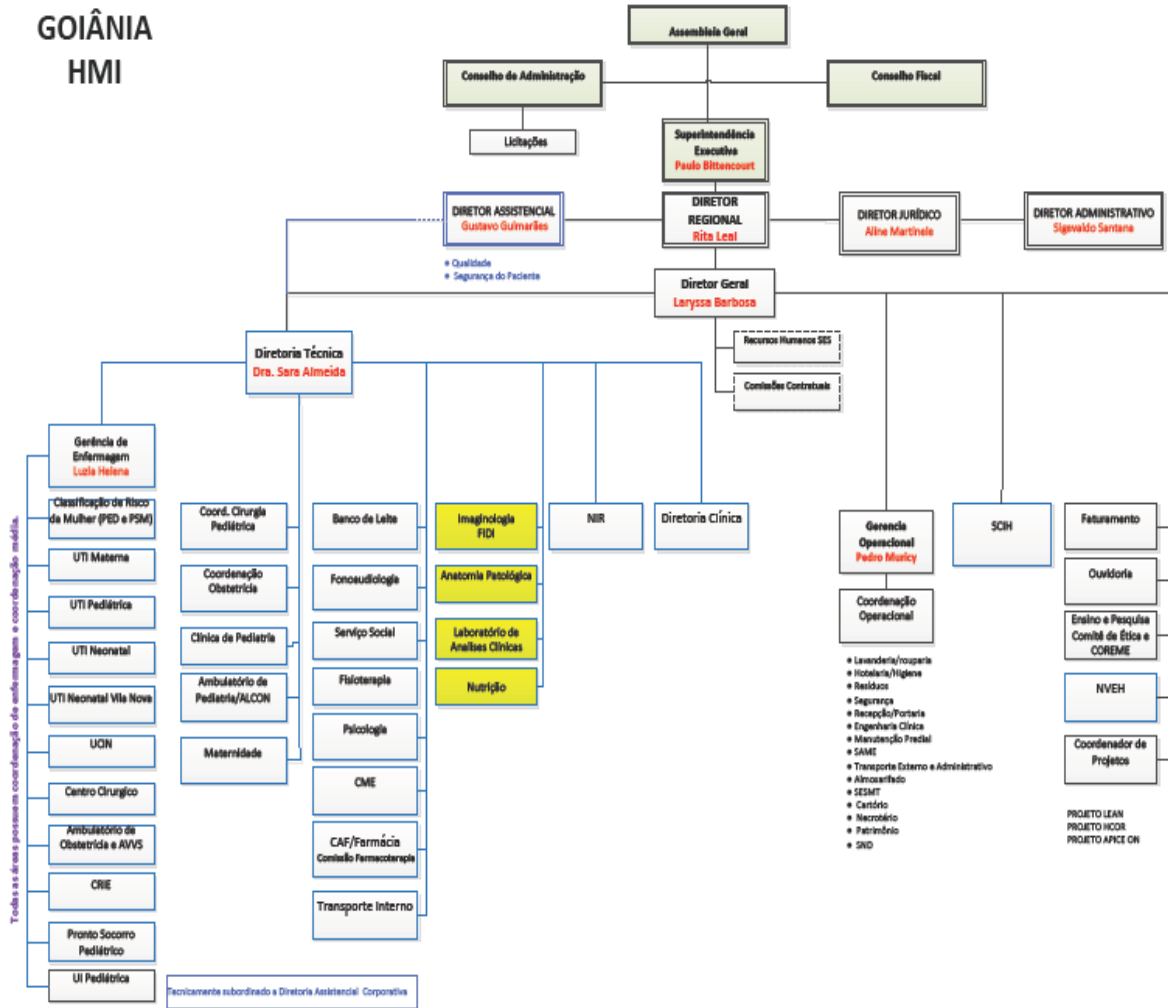 GOIÂNIA
HMI
Assembleia Geral
Conselho de Administração
Conselho Fiscal
Licitações
Superintendência
Executiva
Paulo Bittencourt
DIRETOR ASSISTENCIAL
Gustavo Guimarães
DIRETOR
REGIONAL
Rita Leal
DIRETOR JURÍDICO
Aline Martinele
DIRETOR ADMINISTRATIVO
Sigevaldo Santana
• Qualidade
• Segurança do Paciente
Diretor Geral
Laryssa Barbosa
Recursos Humanos SES
Comissões Contratuais
Diretoria Técnica
Dra. Sara Almeida
Todas as áreas possuem coordenação de enfermagem e coordenação média.
Gerência de
Enfermagem
Luzia Helena
Classificação de Risco
da Mulher (PED e PSM)
UTI Materna
UTI Pediátrica
UTI Neonatal
UTI Neonatal Vila Nova
UCIN
Centro Cirurgico
Ambulatório de
Obstetrícia e AVVS
CRIE
Pronto Socorro
Pediátrico
UI Pediátrica
Coord. Cirurgia
Pediátrica
Coordenação
Obstetricia
Clínica de Pediatria
Ambulatório de
Pediatria/ALCON
Maternidade
Banco de Leite
Fonoaudiologia
Serviço Social
Fisioterapia
Psicologia
CME
CAF/Farmácia
Comissão Farmacoterapia
Transporte Interno
Imaginologia
FIDI
Anatomia Patológica
Laboratório de
Analises Clínicas
Nutrição
NIR
Diretoria Clínica
Gerencia
Operacional
Pedro Muricy
Coordenação
Operacional
• Lavanderia/rouparia
• Hotelaria/Higiene
• Resíduos
• Segurança
• Recepção/Portaria
• Engenharia Clínica
• Manutenção Predial
• SAME
• Transporte Externo e Administrativo
• Almoxarifado
• SESMT
• Cartório
• Necrotério
• Patrimônio
• SND
SCIH
Faturamento
Ouvidoria
Ensino e Pesquisa
Comitê de Ética e
COREME
NVEH
Coordenador de
Projetos
PROJETO LEAN
PROJETO HCOR
PROJETO APICE ON
Tecnicamente subordinado a Diretoria Assistencial Corporativa